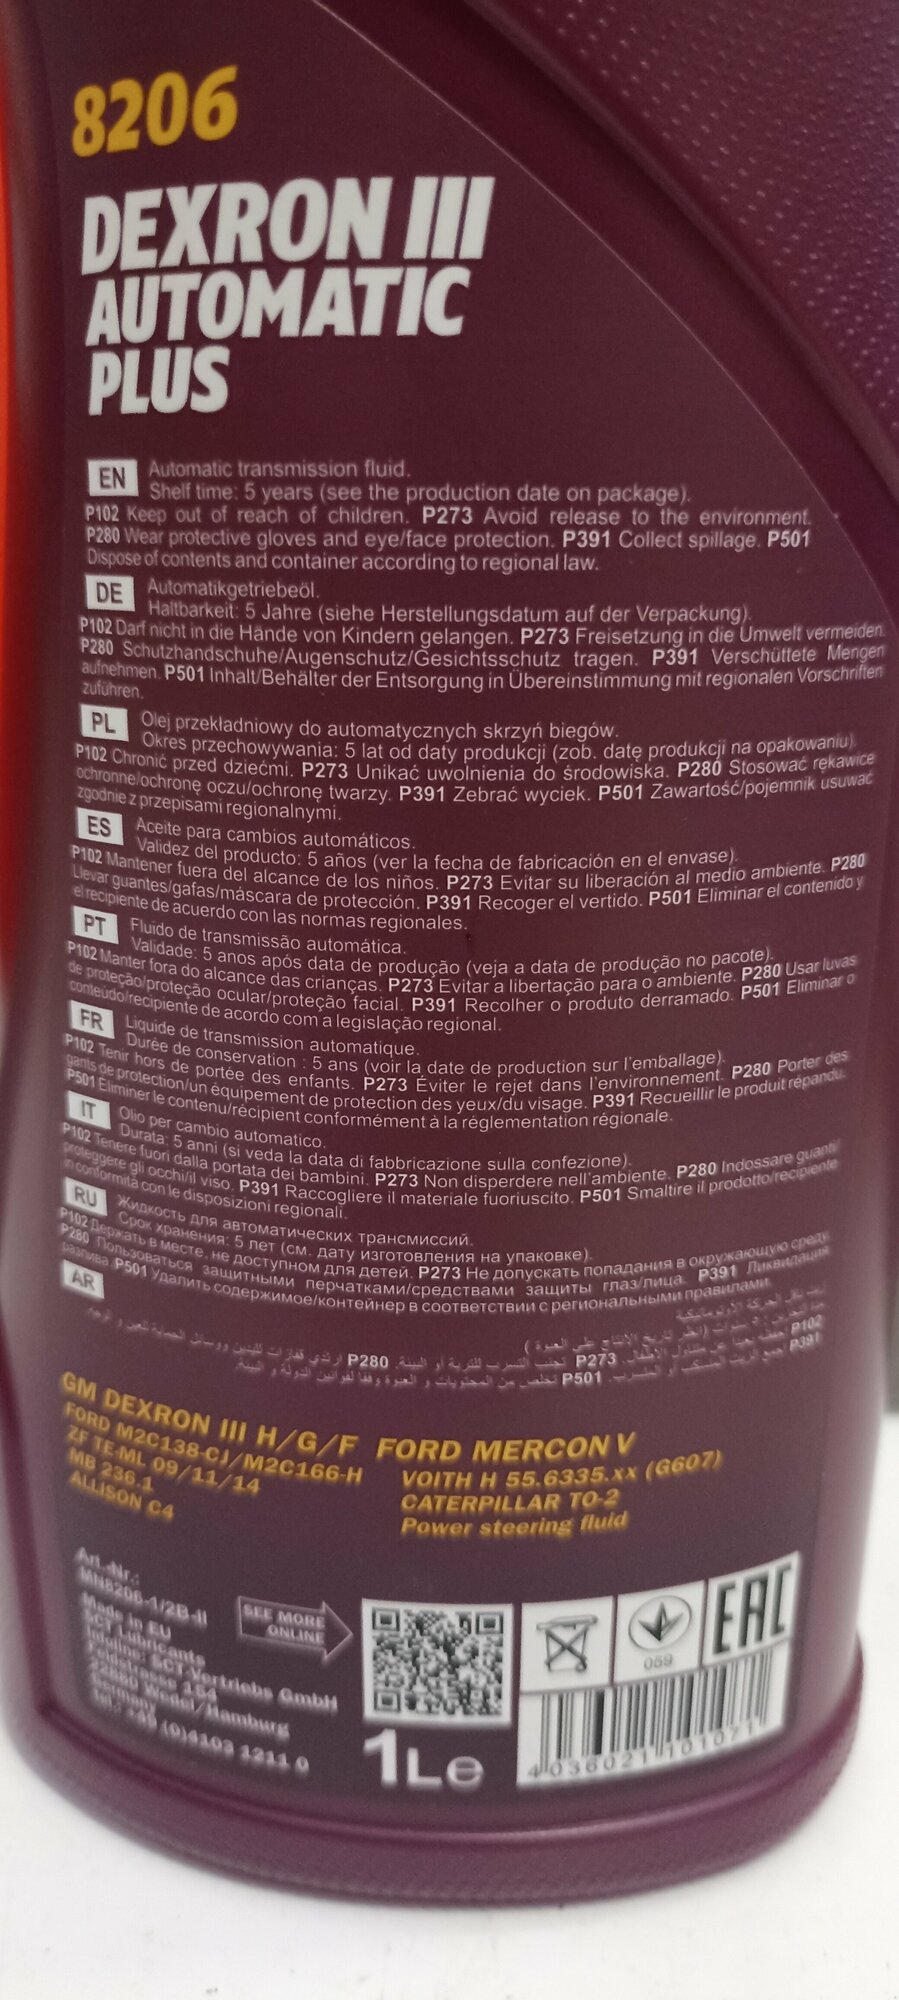 8206
DEXRON III
AUTOMATIC
PLUS
EN Automatic transmission fluid.
Shelf time: 5 years (see the production date on package).
P102 Keep out of reach of children. P273 Avoid release to the environment.
P280 Wear protective gloves and eye/face protection. P391 Collect spillage. P501
Dispose of contents and container according to regional law.
DE Automatikgetriebeöl.
Haltbarkeit: 5 Jahre (siehe Herstellungsdatum auf der Verpackung).
P102 Darf nicht in die Hände von Kindern gelangen. P273 Freisetzung in die Umwelt vermeiden.
P280 Schutzhandschuhe/Augenschutz/Gesichtsschutz tragen. P391 Verschüttete Mengen
aufnehmen. P501 Inhalt/Behälter der Entsorgung in Übereinstimmung mit regionalen Vorschriften
zuführen.
PL Olej przekładniowy do automatycznych skrzyń biegów.
Okres przechowywania: 5 lat od daty produkcji (zob. datę produkcji na opakowaniu).
P102 Chronić przed dziećmi. P273 Unikać uwolnienia do środowiska. P280 Stosować rękawice
ochronne/ochronę oczu/ochronę twarzy. P391 Zebrać wyciek. P501 Zawartość/pojemnik usuwać
zgodnie z przepisami regionalnymi.
ES Aceite para cambios automáticos.
Validez del producto: 5 años (ver la fecha de fabricación en el envase).
P102 Mantener fuera del alcance de los niños. P273 Evitar su liberación al medio ambiente. P280
Llevar guantes/gafas/máscara de protección. P391 Recoger el vertido. P501 Eliminar el contenido y
el recipiente de acuerdo con las normas regionales.
PT Fluido de transmissão automática.
Validade: 5 anos após data de produção (veja a data de produção no pacote).
P102 Manter fora do alcance das crianças. P273 Evitar a libertação para o ambiente. P280 Usar luvas
de proteção/proteção ocular/proteção facial. P391 Recolher o produto derramado. P501 Eliminar o
conteúdo/recipiente de acordo com a legislação regional.
FR Liquide de transmission automatique.
Durée de conservation : 5 ans (voir la date de production sur l'emballage).
P102 Tenir hors de portée des enfants. P273 Éviter le rejet dans l'environnement. P280 Porter des
gants de protection/un équipement de protection des yeux/du visage. P391 Recueillir le produit répandu.
P501 Eliminer le contenu/récipient conformément à la réglementation régionale.
IT Olio per cambio automatico.
Durata: 5 anni (si veda la data di fabbricazione sulla confezione).
P102 Tenere fuori dalla portata dei bambini. P273 Non disperdere nell'ambiente. P280 Indossare guanti/
proteggere gli occhi/il viso. P391 Raccogliere il materiale fuoriuscito. P501 Smaltire il prodotto/recipiente
in conformità con le disposizioni regionali.
RU Жидкость для автоматических трансмиссий.
Срок хранения: 5 лет (см. дату изготовления на упаковке).
P102 Держать в месте, не доступном для детей. P273 Не допускать попадания в окружающую среду.
P280 Пользоваться защитными перчатками/средствами защиты глаз/лица. P391 Ликвидация
разлива. P501 Удалить содержимое/контейнер в соответствии с региональными правилами.
AR
P102
P273 P280
P391
P501
GM DEXRON III H/G/F FORD MERCON V
FORD M2C138-CJ/M2C166-H VOITH H 55.6335.xx (G607)
ZF TE-ML 09/11/14 CATERPILLAR TO-2
MB 236.1 Power steering fluid
ALLISON C4
Art.-Nr.:
MN8206-1/2B-II
Made in EU
SCT Lubricants
Infoline: SCT-Vertriebs GmbH
Feldstrasse 154
22880 Wedel/Hamburg
Germany
Tel.: +49 (0)4103 1211 0
SEE MORE
ONLINE
1L e
059
EAC
4 036021 101071